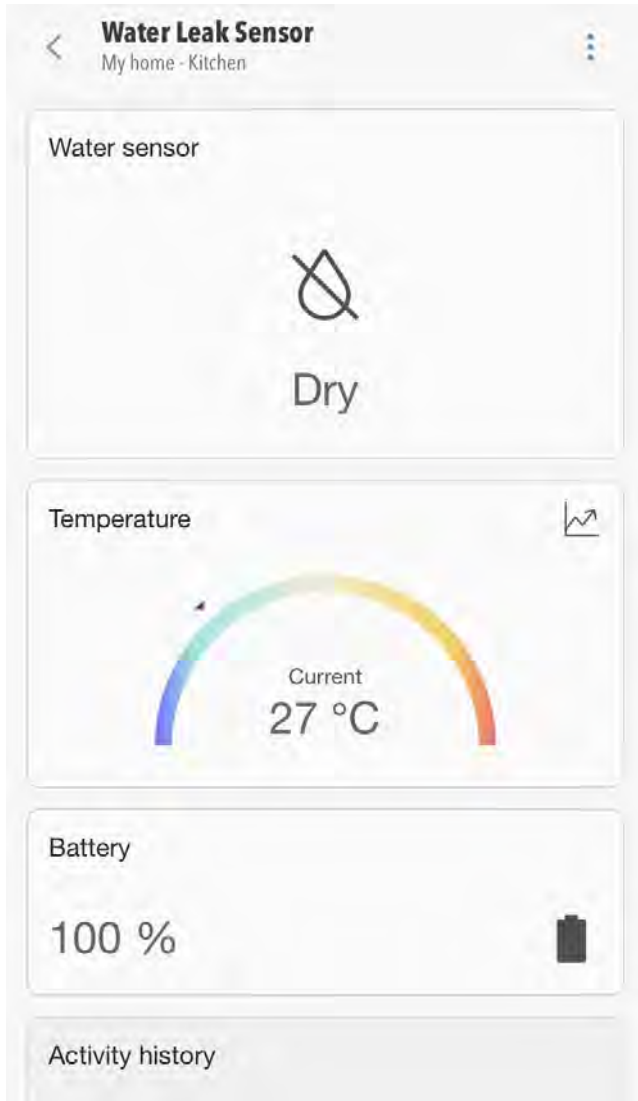 Water Leak Sensor
My home - Kitchen
Water sensor
Dry
Temperature
Current
27 °C
Battery
100 %
Activity history